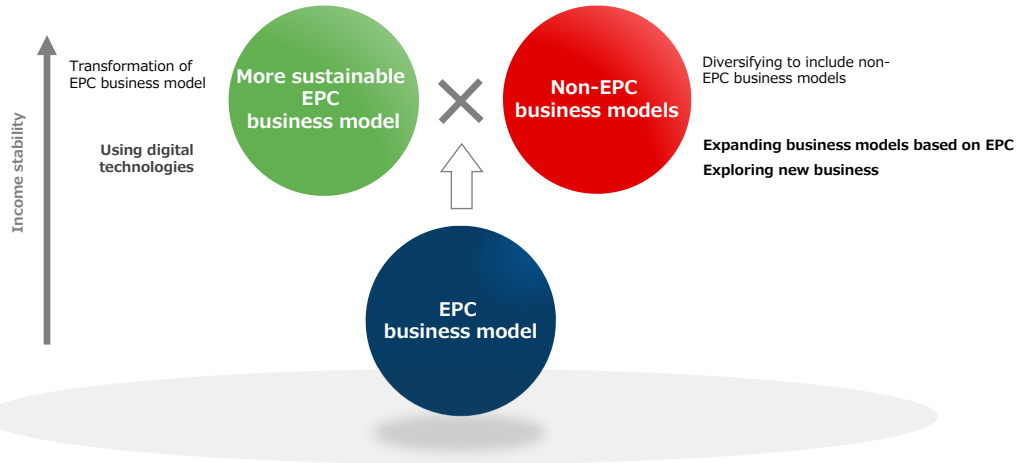 Income stability
Transformation of
EPC business model
Using digital
technologies
More sustainable
EPC
business model
Non-EPC
business models
Diversifying to include non-
EPC business models
Expanding business models based on EPC
Exploring new business
EPC
business model